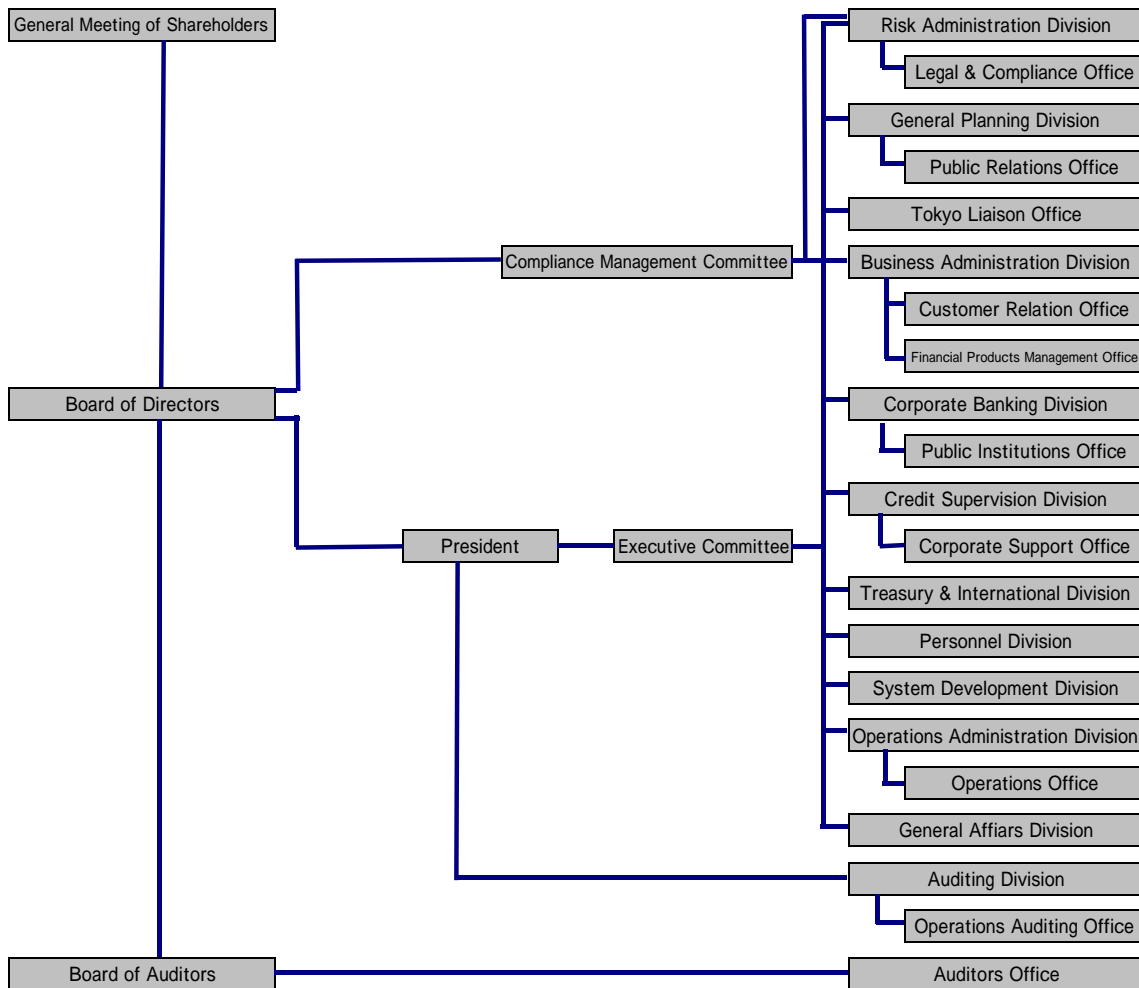 General Meeting of Shareholders
Risk Administration Division
Legal & Compliance Office
General Planning Division
Public Relations Office
Tokyo Liaison Office
Compliance Management Committee
Business Administration Division
Customer Relation Office
Financial Products Management Office
Board of Directors
Corporate Banking Division
Public Institutions Office
Credit Supervision Division
President
Executive Committee
Corporate Support Office
Treasury & International Division
Personnel Division
System Development Division
Operations Administration Division
Operations Office
General Affiars Division
Auditing Division
Operations Auditing Office
Board of Auditors
Auditors Office